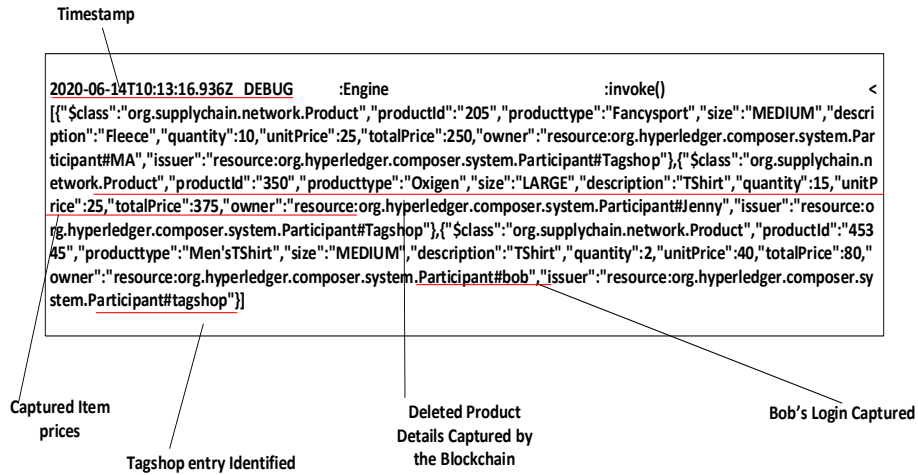 Timestamp
2020-06-14T10:13:16.936Z DEBUG :Engine :invoke() <
[{"$class":"org.supplychain.network.Product","productId":"205","producttype":"Fancysport","size":"MEDIUM","descri
ption":"Fleece","quantity":10,"unitPrice":25,"totalPrice":250,"owner":"resource:org.hyperledger.composer.system.Par
ticipant#MA","issuer":"resource:org.hyperledger.composer.system.Participant#Tagshop"},{"$class":"org.supplychain.n
etwork.Product","productId":"350","producttype":"Oxigen","size":"LARGE","description":"TShirt","quantity":15,"unitP
rice":25,"totalPrice":375,"owner":"resource:org.hyperledger.composer.system.Participant#Jenny","issuer":"resource:o
rg.hyperledger.composer.system.Participant#Tagshop"},{"$class":"org.supplychain.network.Product","productId":"453
45","producttype":"Men'sTShirt","size":"MEDIUM","description":"TShirt","quantity":2,"unitPrice":40,"totalPrice":80,"
owner":"resource:org.hyperledger.composer.system.Participant#bob","issuer":"resource:org.hyperledger.composer.sy
stem.Participant#tagshop"}]
Captured Item
prices
Tagshop entry Identified
Deleted Product
Details Captured by
the Blockchain
Bob's Login Captured